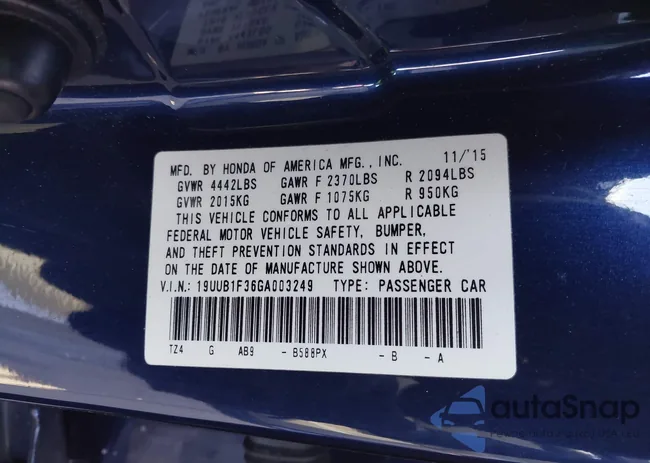 MFD. BY HONDA OF AMERICA MFG., INC. 11/'15
GVWR 4442LBS GAWR F 2370LBS R 2094LBS
GVWR 2015KG GAWR F 1075KG R 950KG
THIS VEHICLE CONFORMS TO ALL APPLICABLE
FEDERAL MOTOR VEHICLE SAFETY, BUMPER,
AND THEFT PREVENTION STANDARDS IN EFFECT
ON THE DATE OF MANUFACTURE SHOWN ABOVE.
V.I.N.: 19UUB1F36GA003249 TYPE: PASSENGER CAR
TZ4 G AB9 - B588PX - B - A
autoSnap